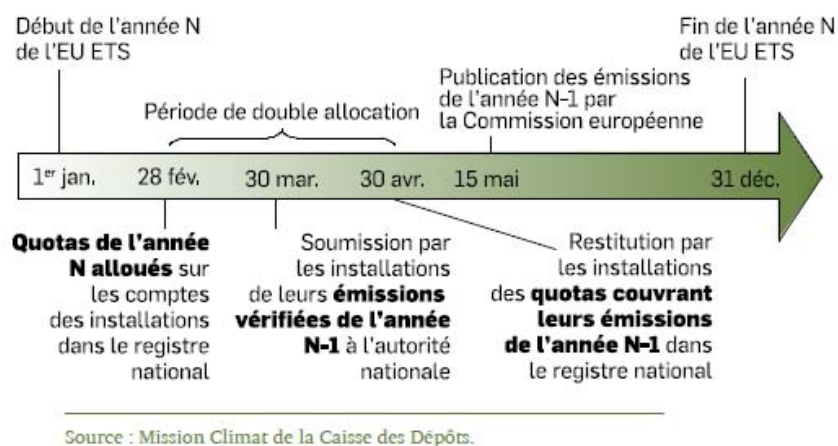 Début de l'année N
de l'EU ETS
Fin de l'année N
de l'EU ETS
Période de double allocation
Publication des émissions
de l'année N-1 par
la Commission européenne
1er jan.
28 fév.
30 mar.
30 avr.
15 mai
31 déc.
Quotas de l'année
N alloués sur
les comptes
des installations
dans le registre
national
Soumission par
les installations
de leurs émissions
vérifiées de l'année
N-1 à l'autorité
nationale
Restitution par
les installations
des quotas couvrant
leurs émissions
de l'année N-1 dans
le registre national
Source : Mission Climat de la Caisse des Dépôts.